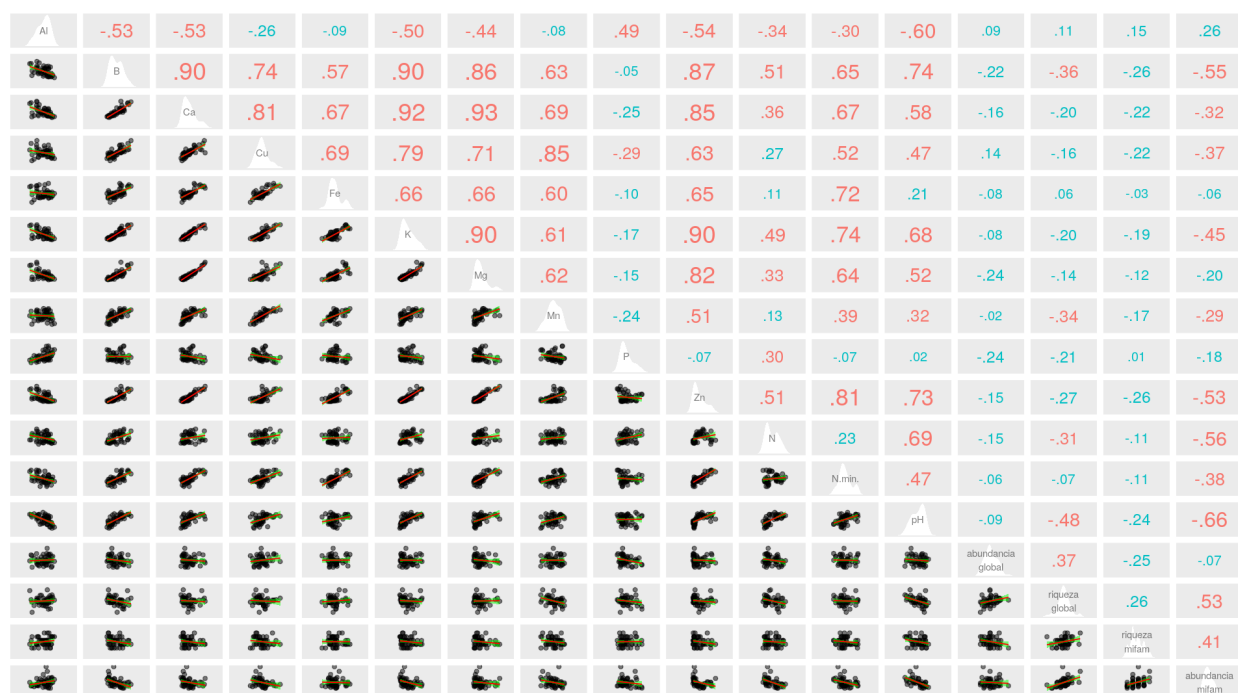 Al -.53 -.53 -.26 -.09 -.50 -.44 -.08 .49 -.54 -.34 -.30 -.60 .09 .11 .15 .26
B .90 .74 .57 .90 .86 .63 -.05 .87 .51 .65 .74 -.22 -.36 -.26 -.55
Ca .81 .67 .92 .93 .69 -.25 .85 .36 .67 .58 -.16 -.20 -.22 -.32
Cu .69 .79 .71 .85 -.29 .63 .27 .52 .47 .14 -.16 -.22 -.37
Fe .66 .66 .60 -.10 .65 .11 .72 .21 -.08 .06 -.03 -.06
K .90 .61 -.17 .90 .49 .74 .68 -.08 -.20 -.19 -.45
Mg .62 -.15 .82 .33 .64 .52 -.24 -.14 -.12 -.20
Mn -.24 .51 .13 .39 .32 -.02 -.34 -.17 -.29
P -.07 .30 -.07 .02 -.24 -.21 .01 -.18
Zn .51 .81 .73 -.15 -.27 -.26 -.53
N .23 .69 -.15 -.31 -.11 -.56
N.min. .47 -.06 -.07 -.11 -.38
pH -.09 -.48 -.24 -.66
abundancia
global .37 -.25 -.07
riqueza
global .26 .53
riqueza
mifam .41
abundancia
mifam